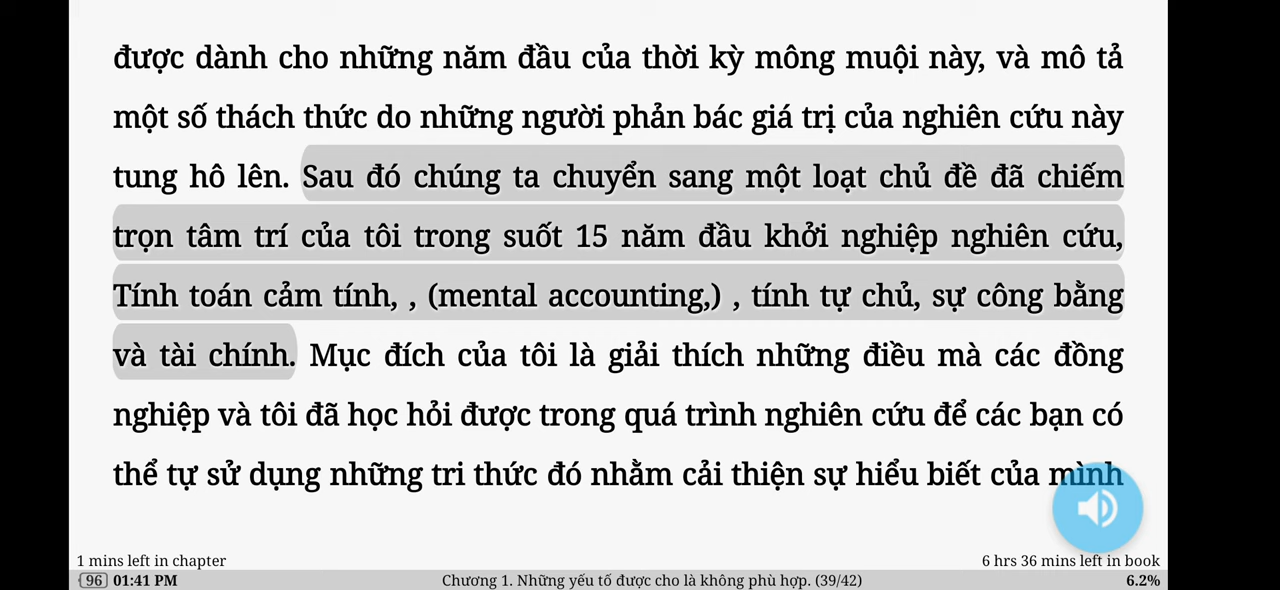 được dành cho những năm đầu của thời kỳ mông muội này, và mô tả
một số thách thức do những người phản bác giá trị của nghiên cứu này
tung hô lên. Sau đó chúng ta chuyển sang một loạt chủ đề đã chiếm
trọn tâm trí của tôi trong suốt 15 năm đầu khởi nghiệp nghiên cứu,
Tính toán cảm tính, , (mental accounting,) , tính tự chủ, sự công bằng
và tài chính. Mục đích của tôi là giải thích những điều mà các đồng
nghiệp và tôi đã học hỏi được trong quá trình nghiên cứu để các bạn có
thể tự sử dụng những tri thức đó nhằm cải thiện sự hiểu biết của mình
1 mins left in chapter 6 hrs 36 mins left in book
96 01:41 PM Chương 1. Những yếu tố được cho là không phù hợp. (39/42) 6.2%